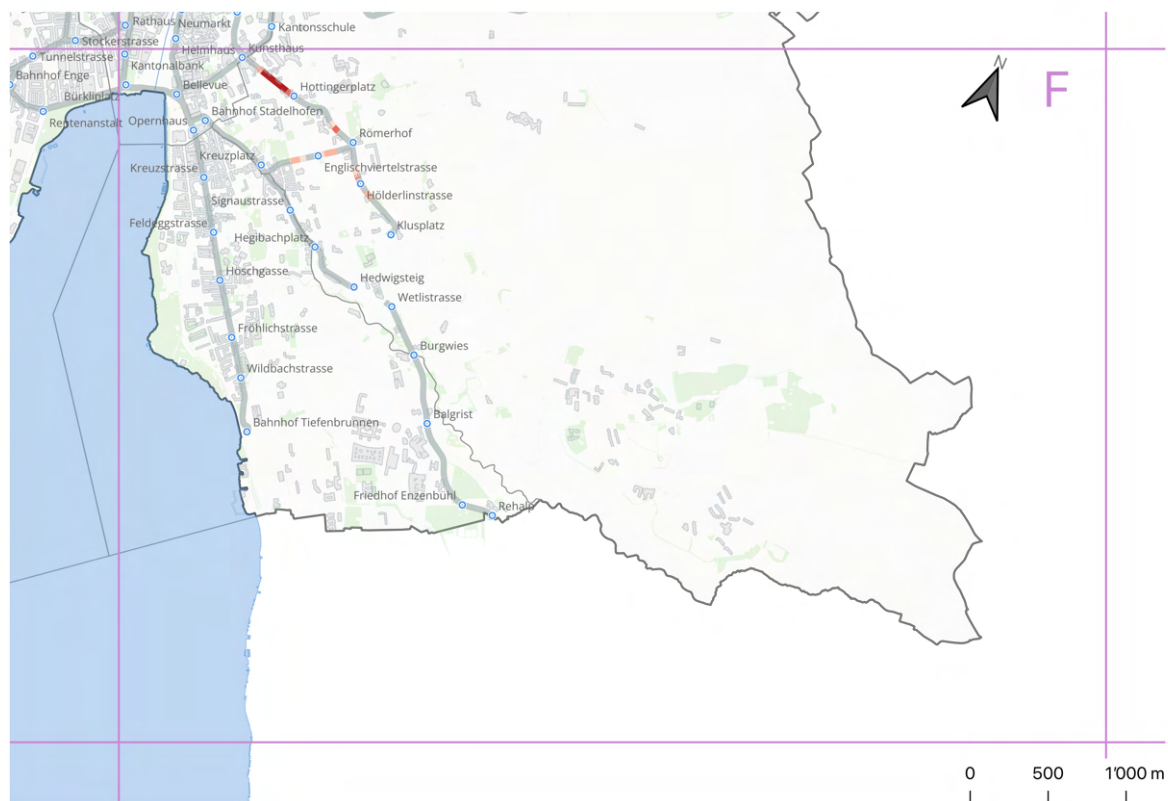 Rathaus
Neumarkt
Kantonsschule
Stockerstrasse
Helmhaus
Kunsthaus
Tunnelstrasse
Kantonalbank
Bahnhof Enge
Bellevue
Hottingerplatz
Bürkliplatz
Rentenanstalt
Opernhaus
Bahnhof Stadelhofen
Römerhof
Kreuzplatz
Kreuzstrasse
Englischviertelstrasse
Signaustrasse
Hölderlinstrasse
Feldeggstrasse
Klusplatz
Hegibachplatz
Höschgasse
Hedwigsteig
Wetlistrasse
Fröhlichstrasse
Burgwies
Wildbachstrasse
Bahnhof Tiefenbrunnen
Balgrist
Friedhof Enzenbühl
Rehalp
N
F
0 500 1'000 m